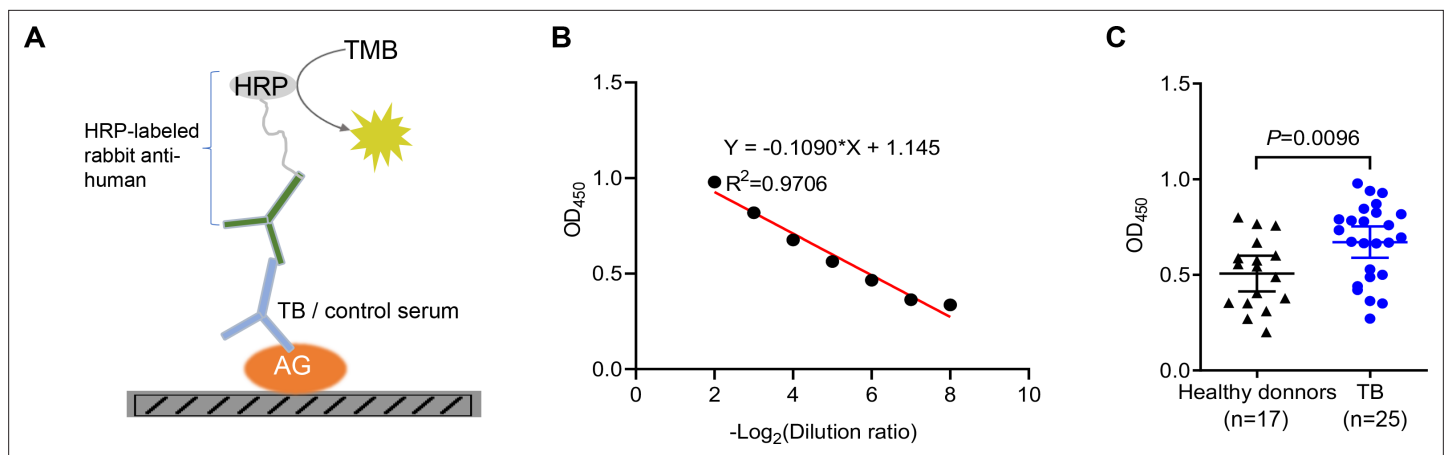 A
TMB
HRP
HRP-labeled
rabbit anti-
human
TB / control serum
AG
B
1.5
1.0
0.5
0.0
OD450
Y = -0.1090*X + 1.145
R2=0.9706
0 2 4 6 8 10
-Log2(Dilution ratio)
C
1.5
1.0
0.5
0.0
OD450
P=0.0096
Healthy donnors TB
(n=17) (n=25)